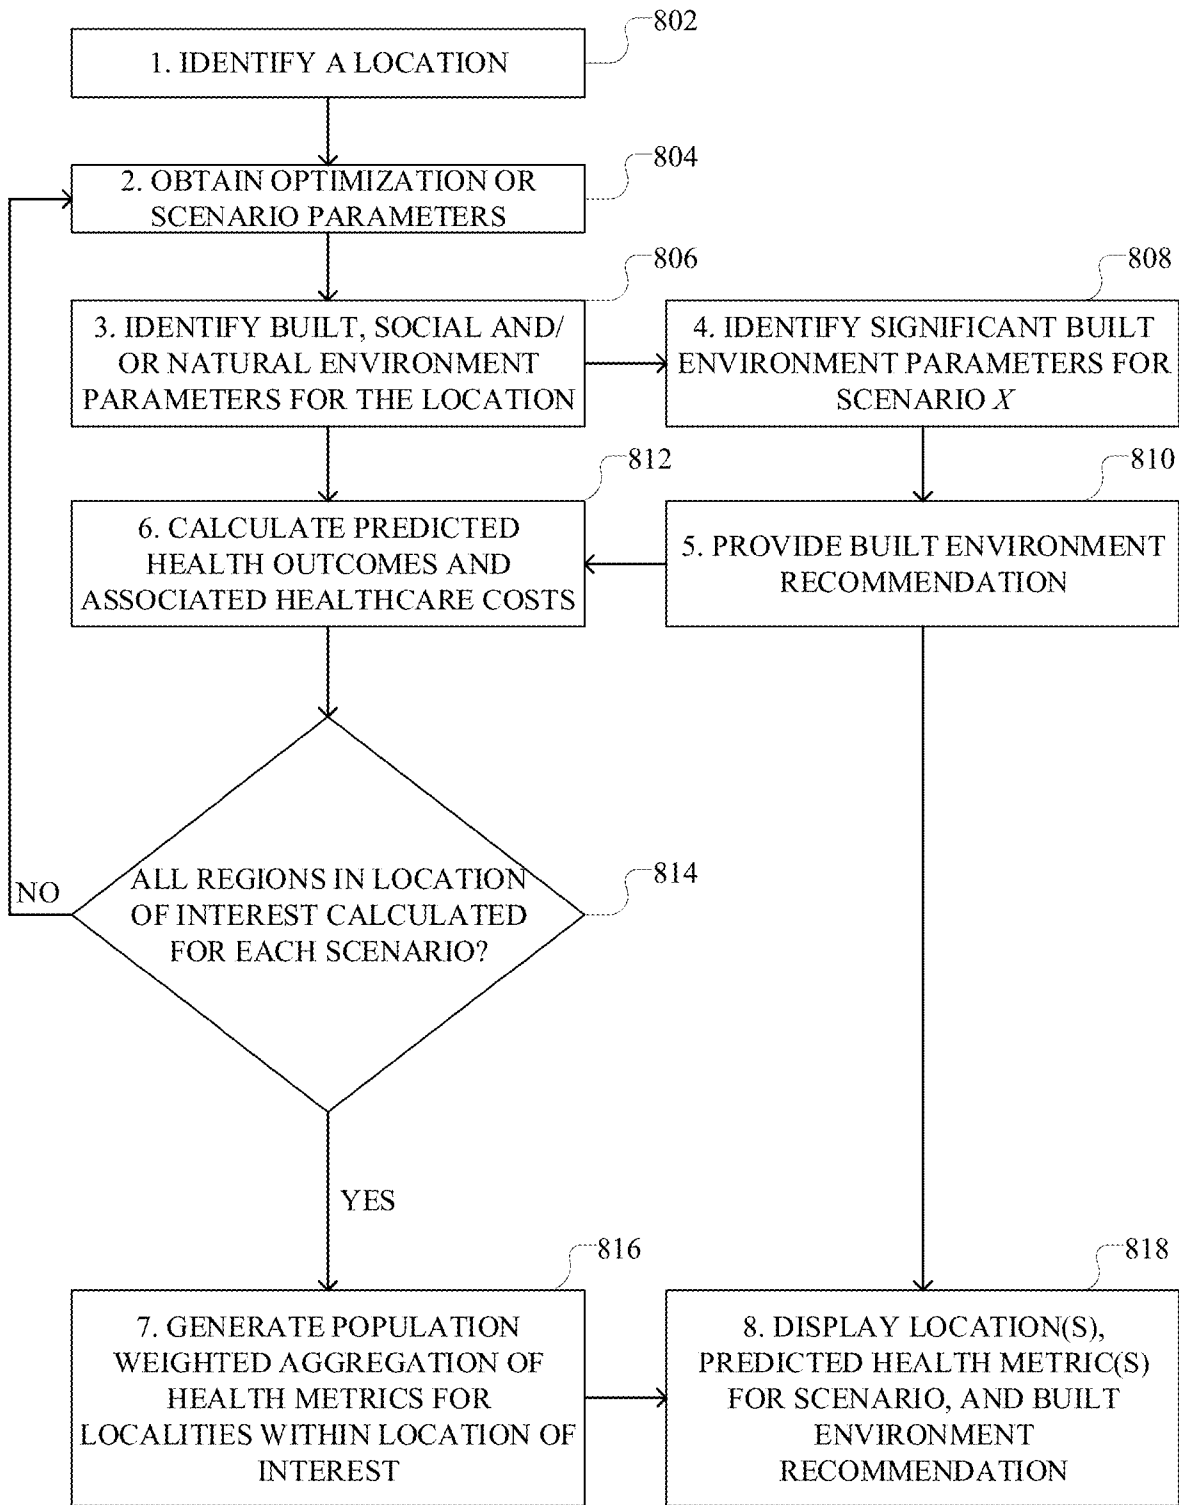 802
1. IDENTIFY A LOCATION
804
2. OBTAIN OPTIMIZATION OR
SCENARIO PARAMETERS
806
3. IDENTIFY BUILT, SOCIAL AND/
OR NATURAL ENVIRONMENT
PARAMETERS FOR THE LOCATION
808
4. IDENTIFY SIGNIFICANT BUILT
ENVIRONMENT PARAMETERS FOR
SCENARIO X
812
6. CALCULATE PREDICTED
HEALTH OUTCOMES AND
ASSOCIATED HEALTHCARE COSTS
810
5. PROVIDE BUILT ENVIRONMENT
RECOMMENDATION
814
ALL REGIONS IN LOCATION
OF INTEREST CALCULATED
FOR EACH SCENARIO?
NO
YES
816
7. GENERATE POPULATION
WEIGHTED AGGREGATION OF
HEALTH METRICS FOR
LOCALITIES WITHIN LOCATION OF
INTEREST
818
8. DISPLAY LOCATION(S),
PREDICTED HEALTH METRIC(S)
FOR SCENARIO, AND BUILT
ENVIRONMENT
RECOMMENDATION